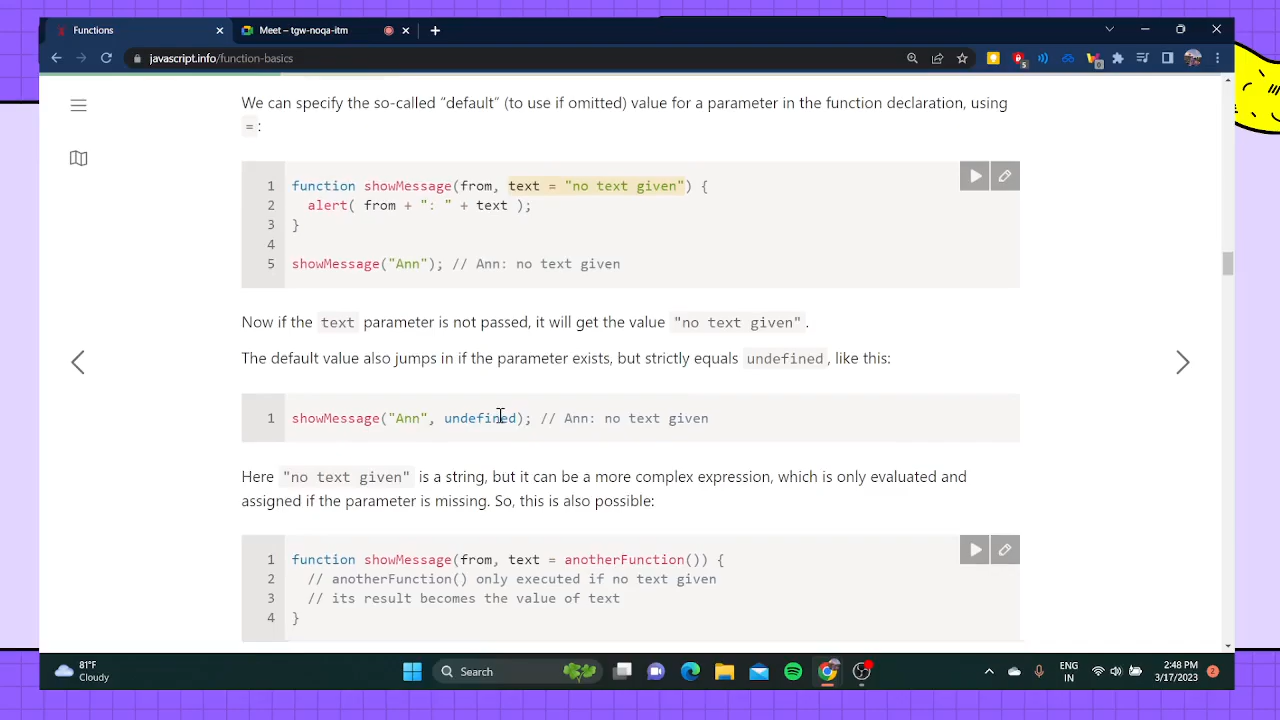 Functions
Meet – tgw-noqa-itm
javascript.info/function-basics
5
We can specify the so-called “default” (to use if omitted) value for a parameter in the function declaration, using
=:
1 function showMessage(from, text = "no text given") {
2 alert( from + ": " + text );
3 }
4
5 showMessage("Ann"); // Ann: no text given
Now if the text parameter is not passed, it will get the value "no text given".
The default value also jumps in if the parameter exists, but strictly equals undefined, like this:
1 showMessage("Ann", undefined); // Ann: no text given
Here "no text given" is a string, but it can be a more complex expression, which is only evaluated and
assigned if the parameter is missing. So, this is also possible:
1 function showMessage(from, text = anotherFunction()) {
2 // anotherFunction() only executed if no text given
3 // its result becomes the value of text
4 }
81°F
Cloudy
Search
ENG
IN
2:48 PM
3/17/2023
2